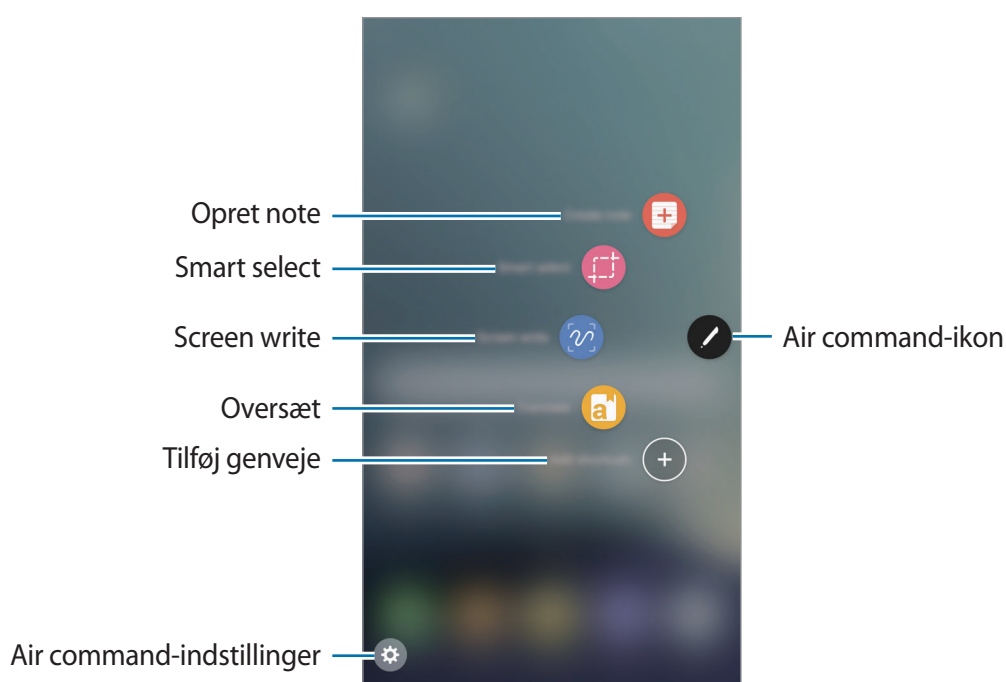 Opret note
Smart select
Screen write
Air command-ikon
Oversæt
Tilføj genveje
Air command-indstillinger